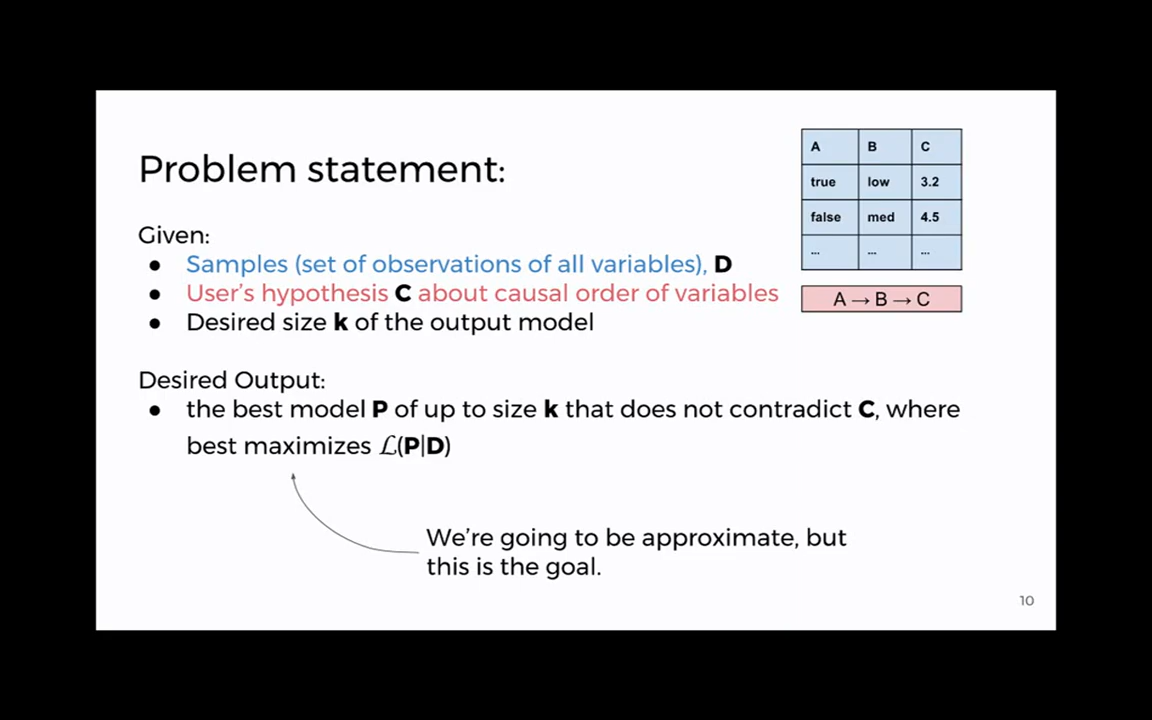 Problem statement:
A B C
true low 3.2
false med 4.5
... ... ...
A → B → C
Given:
● Samples (set of observations of all variables), D
● User's hypothesis C about causal order of variables
● Desired size k of the output model
Desired Output:
● the best model P of up to size k that does not contradict C, where
best maximizes ℒ(P|D)
We're going to be approximate, but
this is the goal.
10